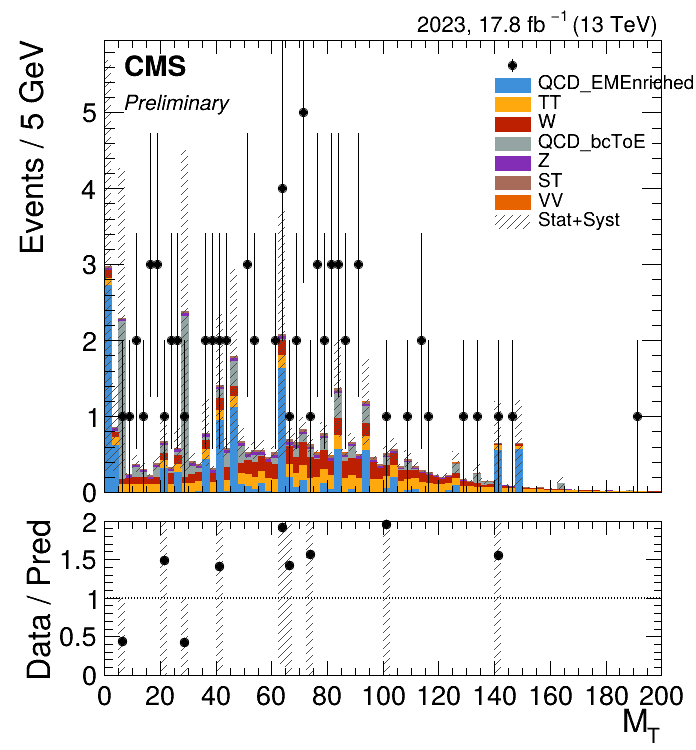 2023, 17.8 fb⁻¹ (13 TeV)
CMS
Preliminary
QCD_EMEnriched
TT
W
QCD_bcToE
Z
ST
VV
Stat+Syst
Events / 5 GeV
5
4
3
2
1
0
Data / Pred
2
1.5
1
0.5
0
0 20 40 60 80 100 120 140 160 180 200
M_T